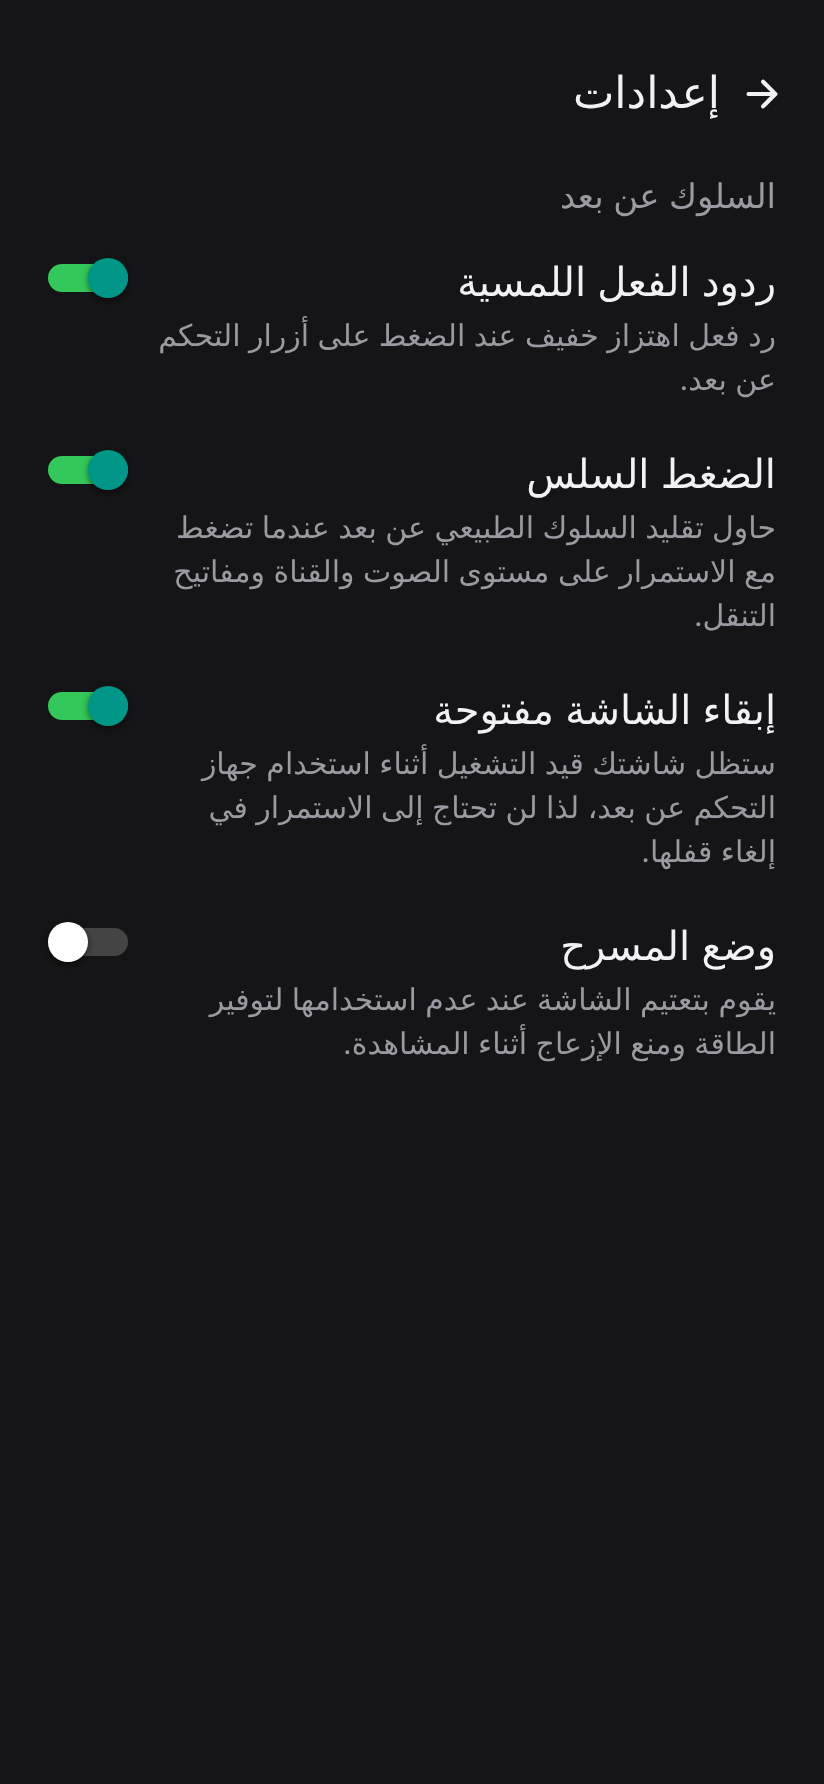 إعدادات
السلوك عن بعد
ردود الفعل اللمسية
رد فعل اهتزاز خفيف عند الضغط على أزرار التحكم
عن بعد.
الضغط السلس
حاول تقليد السلوك الطبيعي عن بعد عندما تضغط
مع الاستمرار على مستوى الصوت والقناة ومفاتيح
التنقل.
إبقاء الشاشة مفتوحة
ستظل شاشتك قيد التشغيل أثناء استخدام جهاز
التحكم عن بعد، لذا لن تحتاج إلى الاستمرار في
إلغاء قفلها.
وضع المسرح
يقوم بتعتيم الشاشة عند عدم استخدامها لتوفير
الطاقة ومنع الإزعاج أثناء المشاهدة.